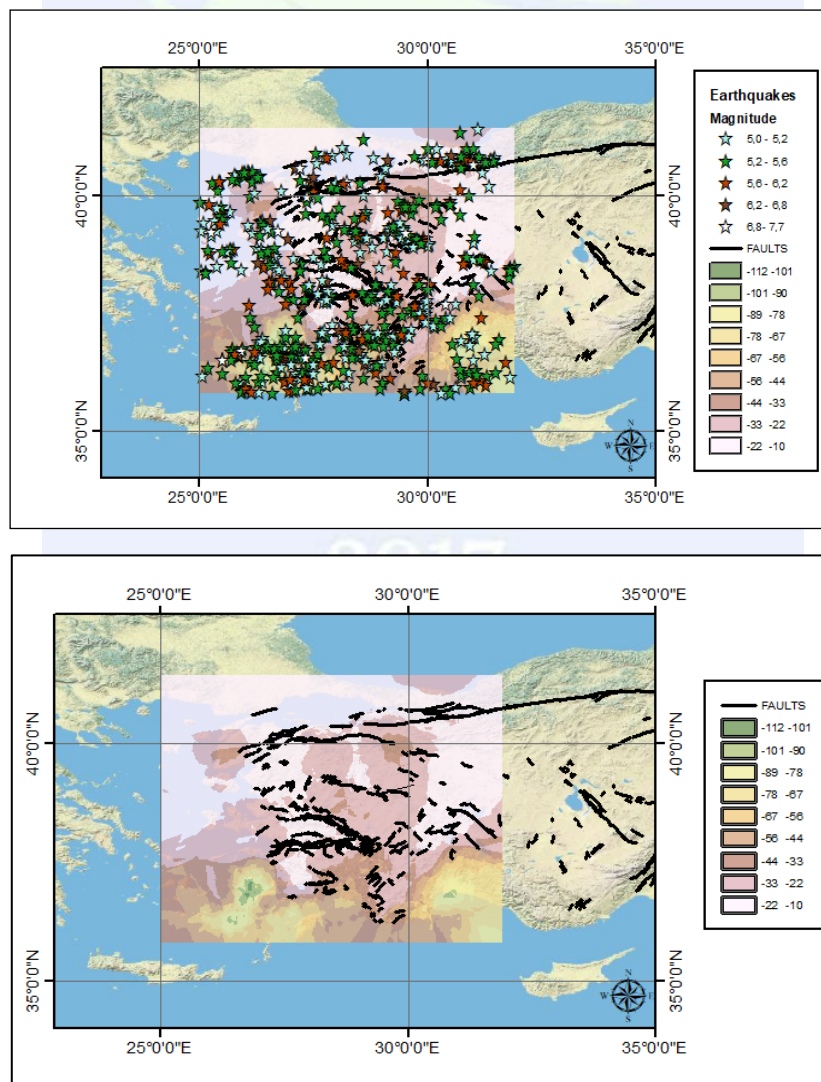 25°0'0"E 30°0'0"E 35°0'0"E
40°0'0"N
35°0'0"N
40°0'0"N
35°0'0"N
25°0'0"E 30°0'0"E 35°0'0"E
N
W E
S
Earthquakes
Magnitude
5,0 - 5,2
5,2 - 5,6
5,6 - 6,2
6,2 - 6,8
6,8- 7,7
FAULTS
-112 -101
-101 -90
-89 -78
-78 -67
-67 -56
-56 -44
-44 -33
-33 -22
-22 -10
2017
25°0'0"E 30°0'0"E 35°0'0"E
40°0'0"N
35°0'0"N
40°0'0"N
35°0'0"N
25°0'0"E 30°0'0"E 35°0'0"E
N
W E
S
FAULTS
-112 -101
-101 -90
-89 -78
-78 -67
-67 -56
-56 -44
-44 -33
-33 -22
-22 -10